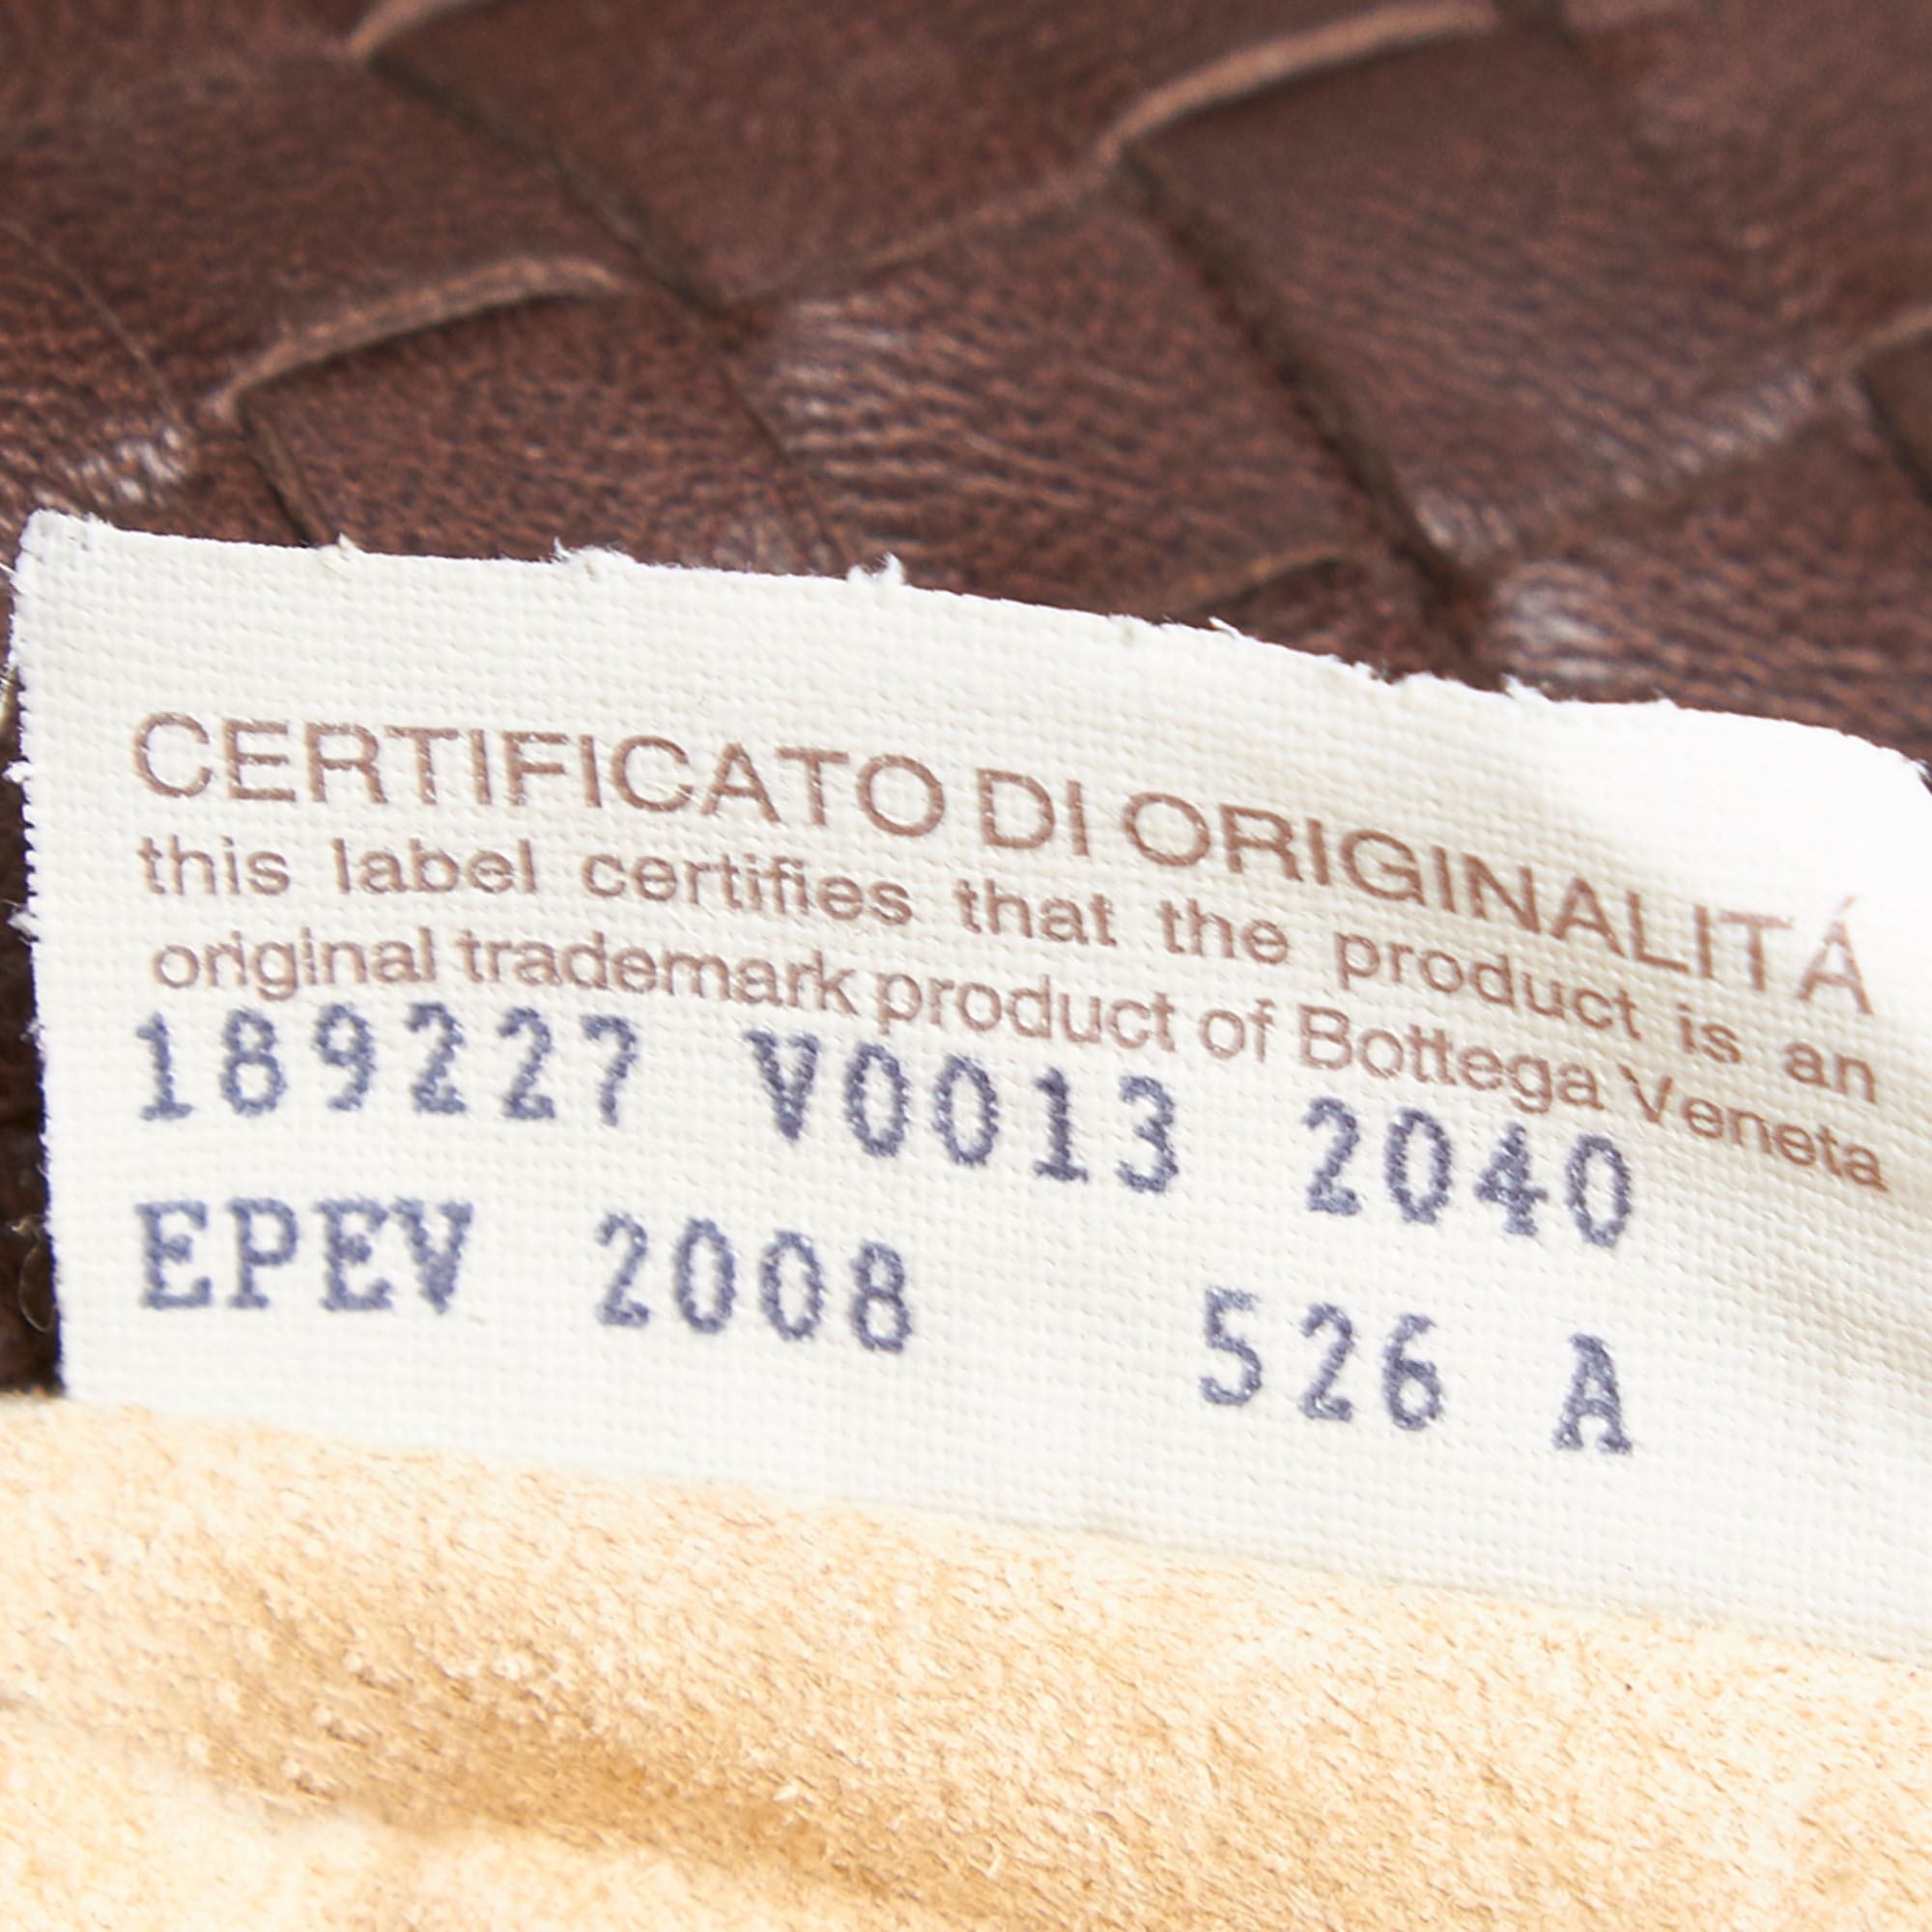 CERTIFICATO DI ORIGINALITÁ
this label certifies that the product is an
original trademark product of Bottega Veneta
189227 V0013 2040
EPEV 2008 526 A